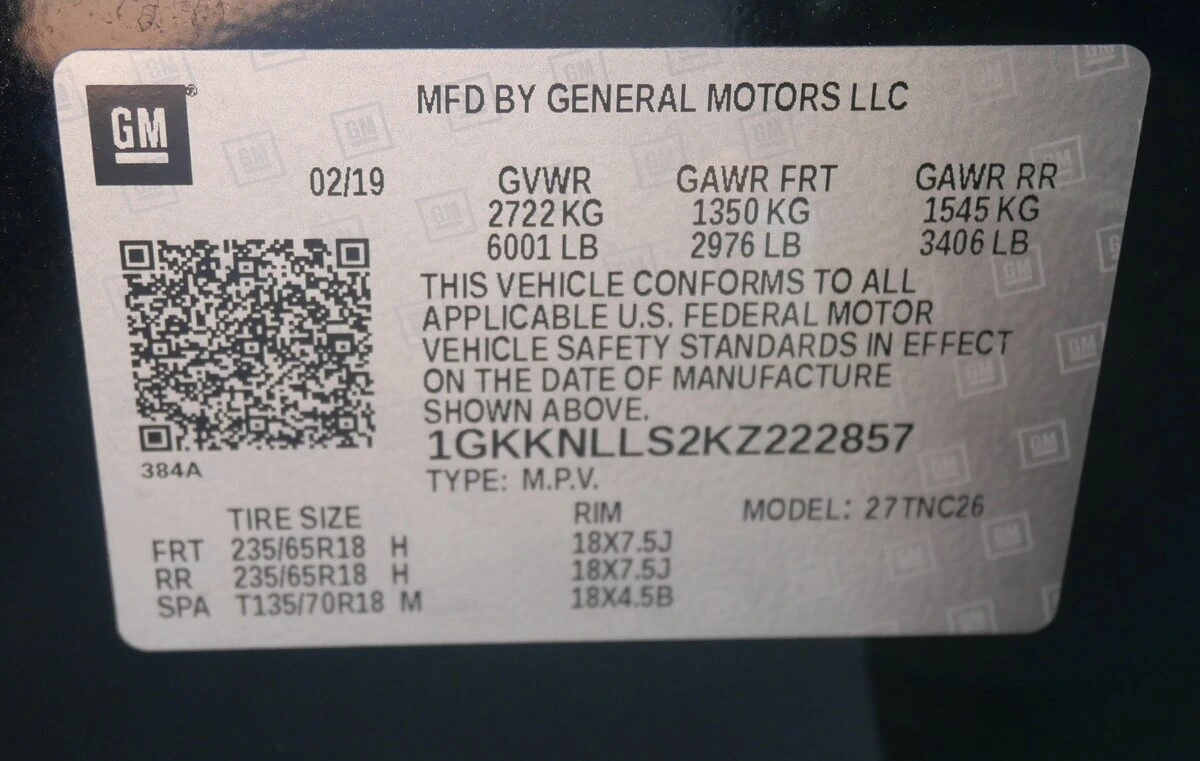 GM®
MFD BY GENERAL MOTORS LLC
02/19 GVWR GAWR FRT GAWR RR
2722 KG 1350 KG 1545 KG
6001 LB 2976 LB 3406 LB
THIS VEHICLE CONFORMS TO ALL
APPLICABLE U.S. FEDERAL MOTOR
VEHICLE SAFETY STANDARDS IN EFFECT
ON THE DATE OF MANUFACTURE
SHOWN ABOVE.
1GKKNLLS2KZ222857
384A
TYPE: M.P.V.
TIRE SIZE RIM MODEL: 27TNC26
FRT 235/65R18 H 18X7.5J
RR 235/65R18 H 18X7.5J
SPA T135/70R18 M 18X4.5B